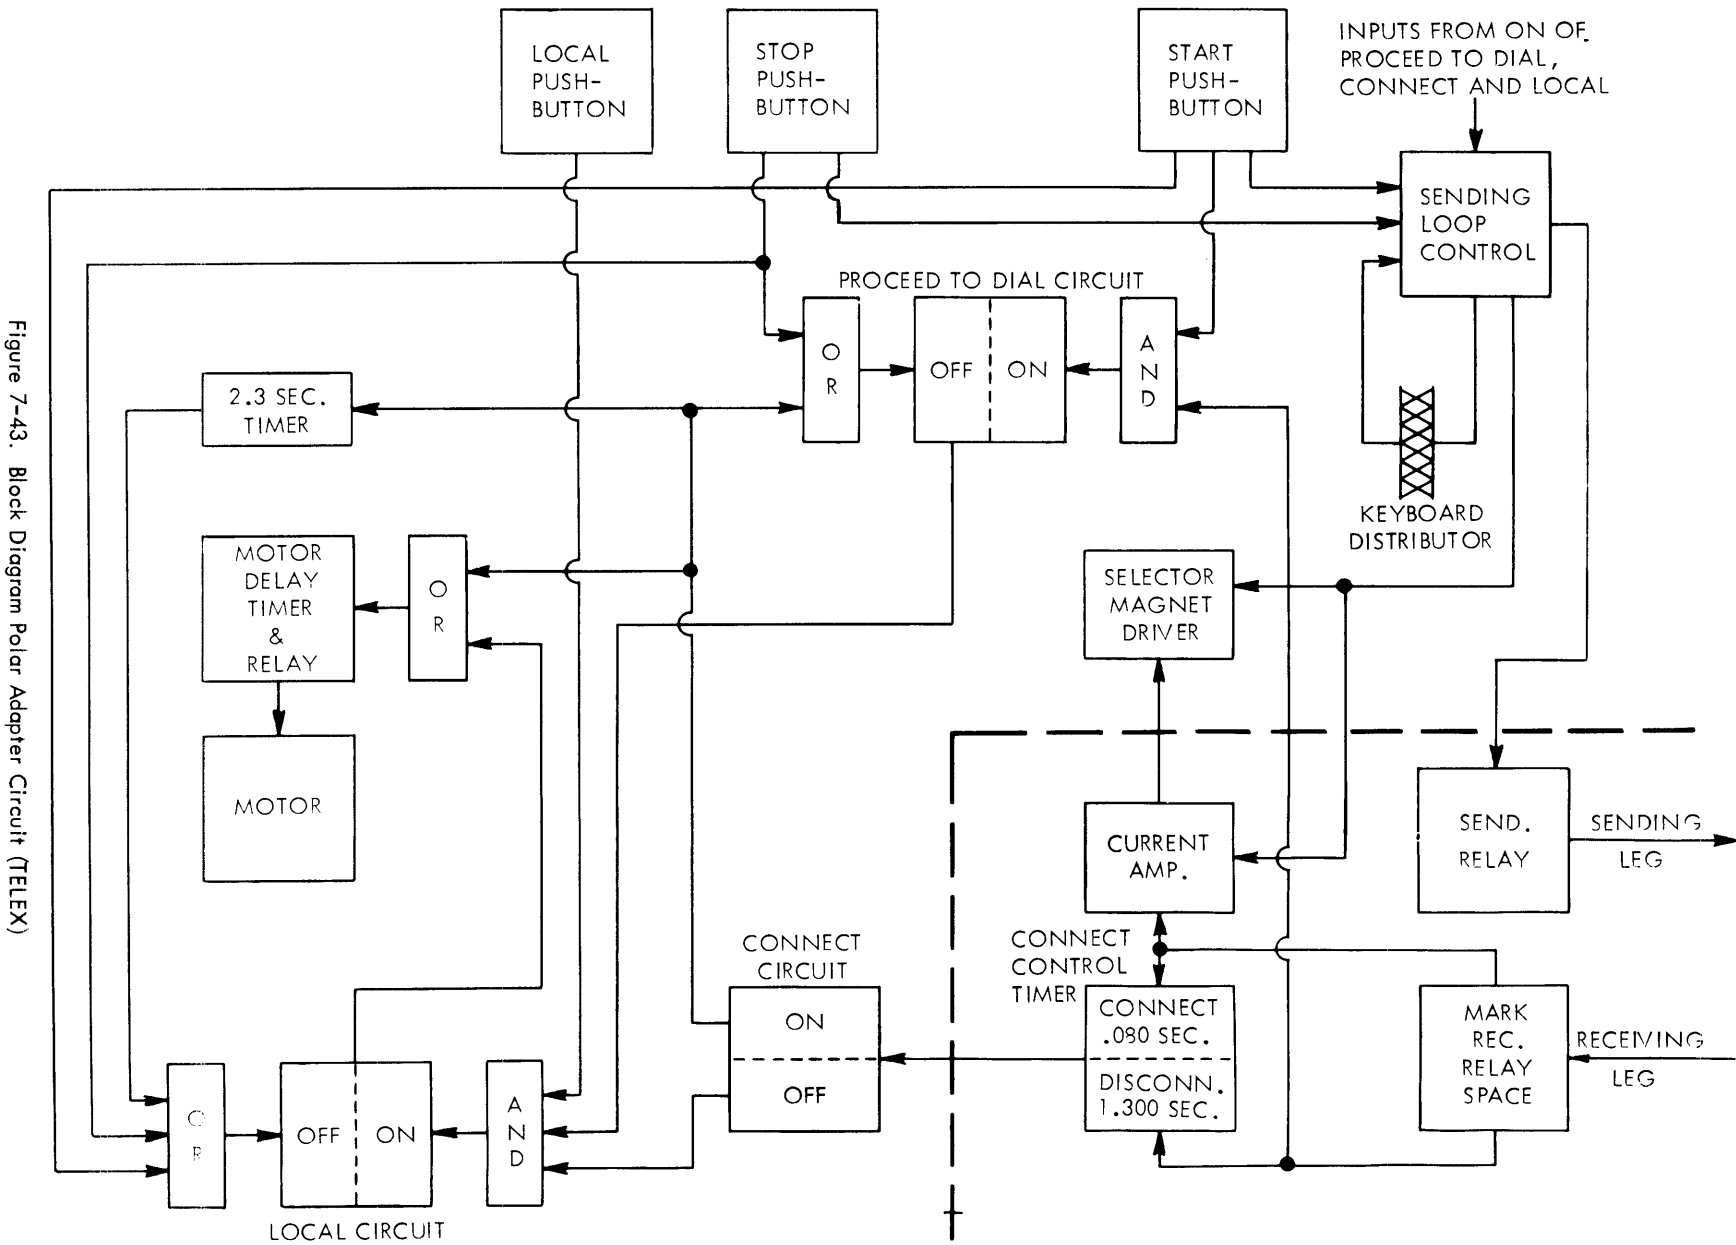 LOCAL
PUSH-
BUTTON
STOP
PUSH-
BUTTON
START
PUSH-
BUTTON
INPUTS FROM ON OF
PROCEED TO DIAL,
CONNECT AND LOCAL
SENDING
LOOP
CONTROL
PROCEED TO DIAL CIRCUIT
O
R
OFF
ON
A
N
D
2.3 SEC.
TIMER
KEYBOARD
DISTRIBUTOR
MOTOR
DELAY
TIMER
&
RELAY
O
R
SELECTOR
MAGNET
DRIVER
MOTOR
CURRENT
AMP.
SEND.
RELAY
SENDING
LEG
CONNECT
CIRCUIT
ON
OFF
CONNECT
CONTROL
TIMER
CONNECT
.080 SEC.
DISCONN.
1.300 SEC.
MARK
REC.
RELAY
SPACE
RECEIVING
LEG
O
R
OFF
ON
A
N
D
LOCAL CIRCUIT
Figure 7-43. Block Diagram Polar Adapter Circuit (TELEX)